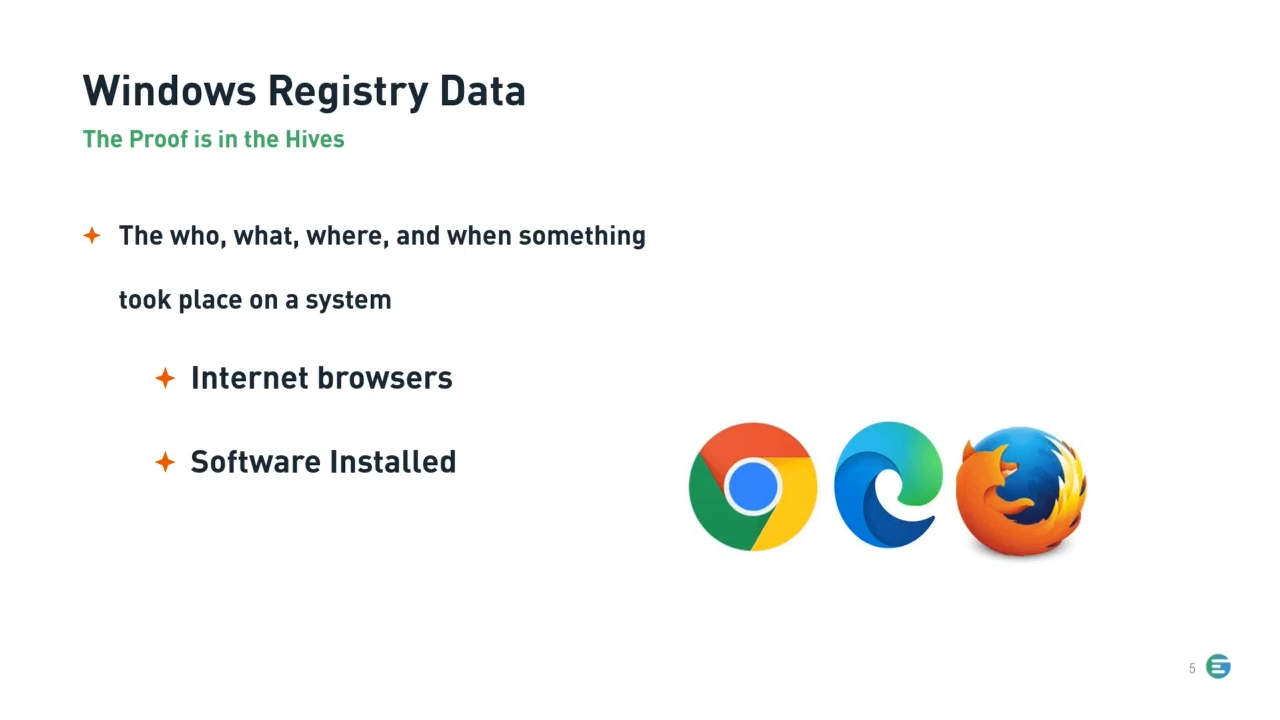 Windows Registry Data
The Proof is in the Hives
The who, what, where, and when something
took place on a system
Internet browsers
Software Installed
5